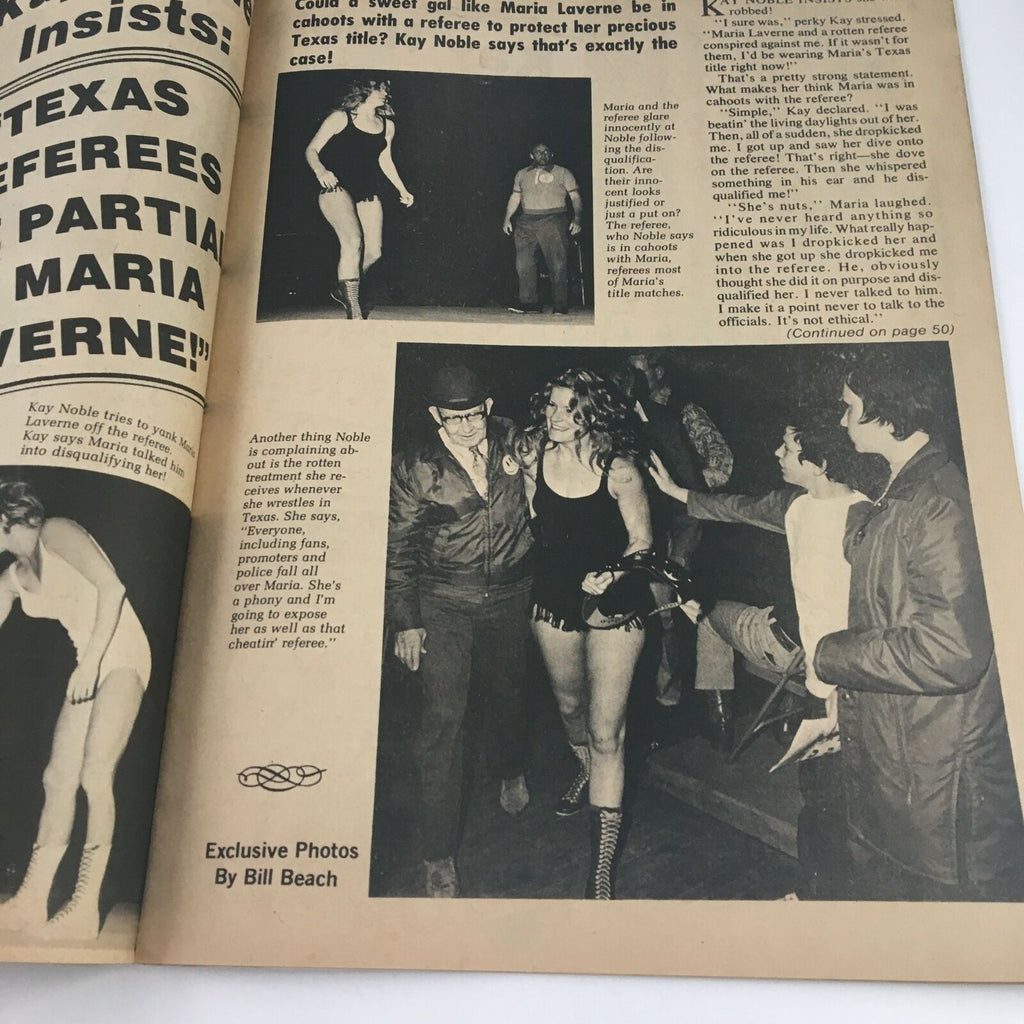 Insists:
"TEXAS
EFEREES
PARTIA
MARIA
VERNE!"
Kay Noble tries to yank Maria
Laverne off the referee.
Kay says Maria talked him
into disqualifying her!
Could a sweet gal like Maria Laverne be in
cahoots with a referee to protect her precious
Texas title? Kay Noble says that's exactly the
case!
Maria and the
referee glare
innocently at
Noble follow-
ing the dis-
qualifica-
tion. Are
their inno-
cent looks
justified or
just a put on?
The referee,
who Noble says
is in cahoots
with Maria,
referees most
of Maria's
title matches.
KAY NOBLE INSISTS she was
robbed!
"I sure was," perky Kay stressed.
"Maria Laverne and a rotten referee
conspired against me. If it wasn't for
them, I'd be wearing Maria's Texas
title right now!"
That's a pretty strong statement.
What makes her think Maria was in
cahoots with the referee?
"Simple," Kay declared. "I was
beatin' the living daylights out of her.
Then, all of a sudden, she dropkicked
me. I got up and saw her dive onto
the referee! That's right—she dove
on the referee. Then she whispered
something in his ear and he dis-
qualified me!"
"She's nuts," Maria laughed.
"I've never heard anything so
ridiculous in my life. What really hap-
pened was I dropkicked her and
when she got up she dropkicked me
into the referee. He, obviously
thought she did it on purpose and dis-
qualified her. I never talked to him.
I make it a point never to talk to the
officials. It's not ethical."
(Continued on page 50)
Another thing Noble
is complaining ab-
out is the rotten
treatment she re-
ceives whenever
she wrestles in
Texas. She says,
"Everyone,
including fans,
promoters and
police fall all
over Maria. She's
a phony and I'm
going to expose
her as well as that
cheatin' referee."
Exclusive Photos
By Bill Beach